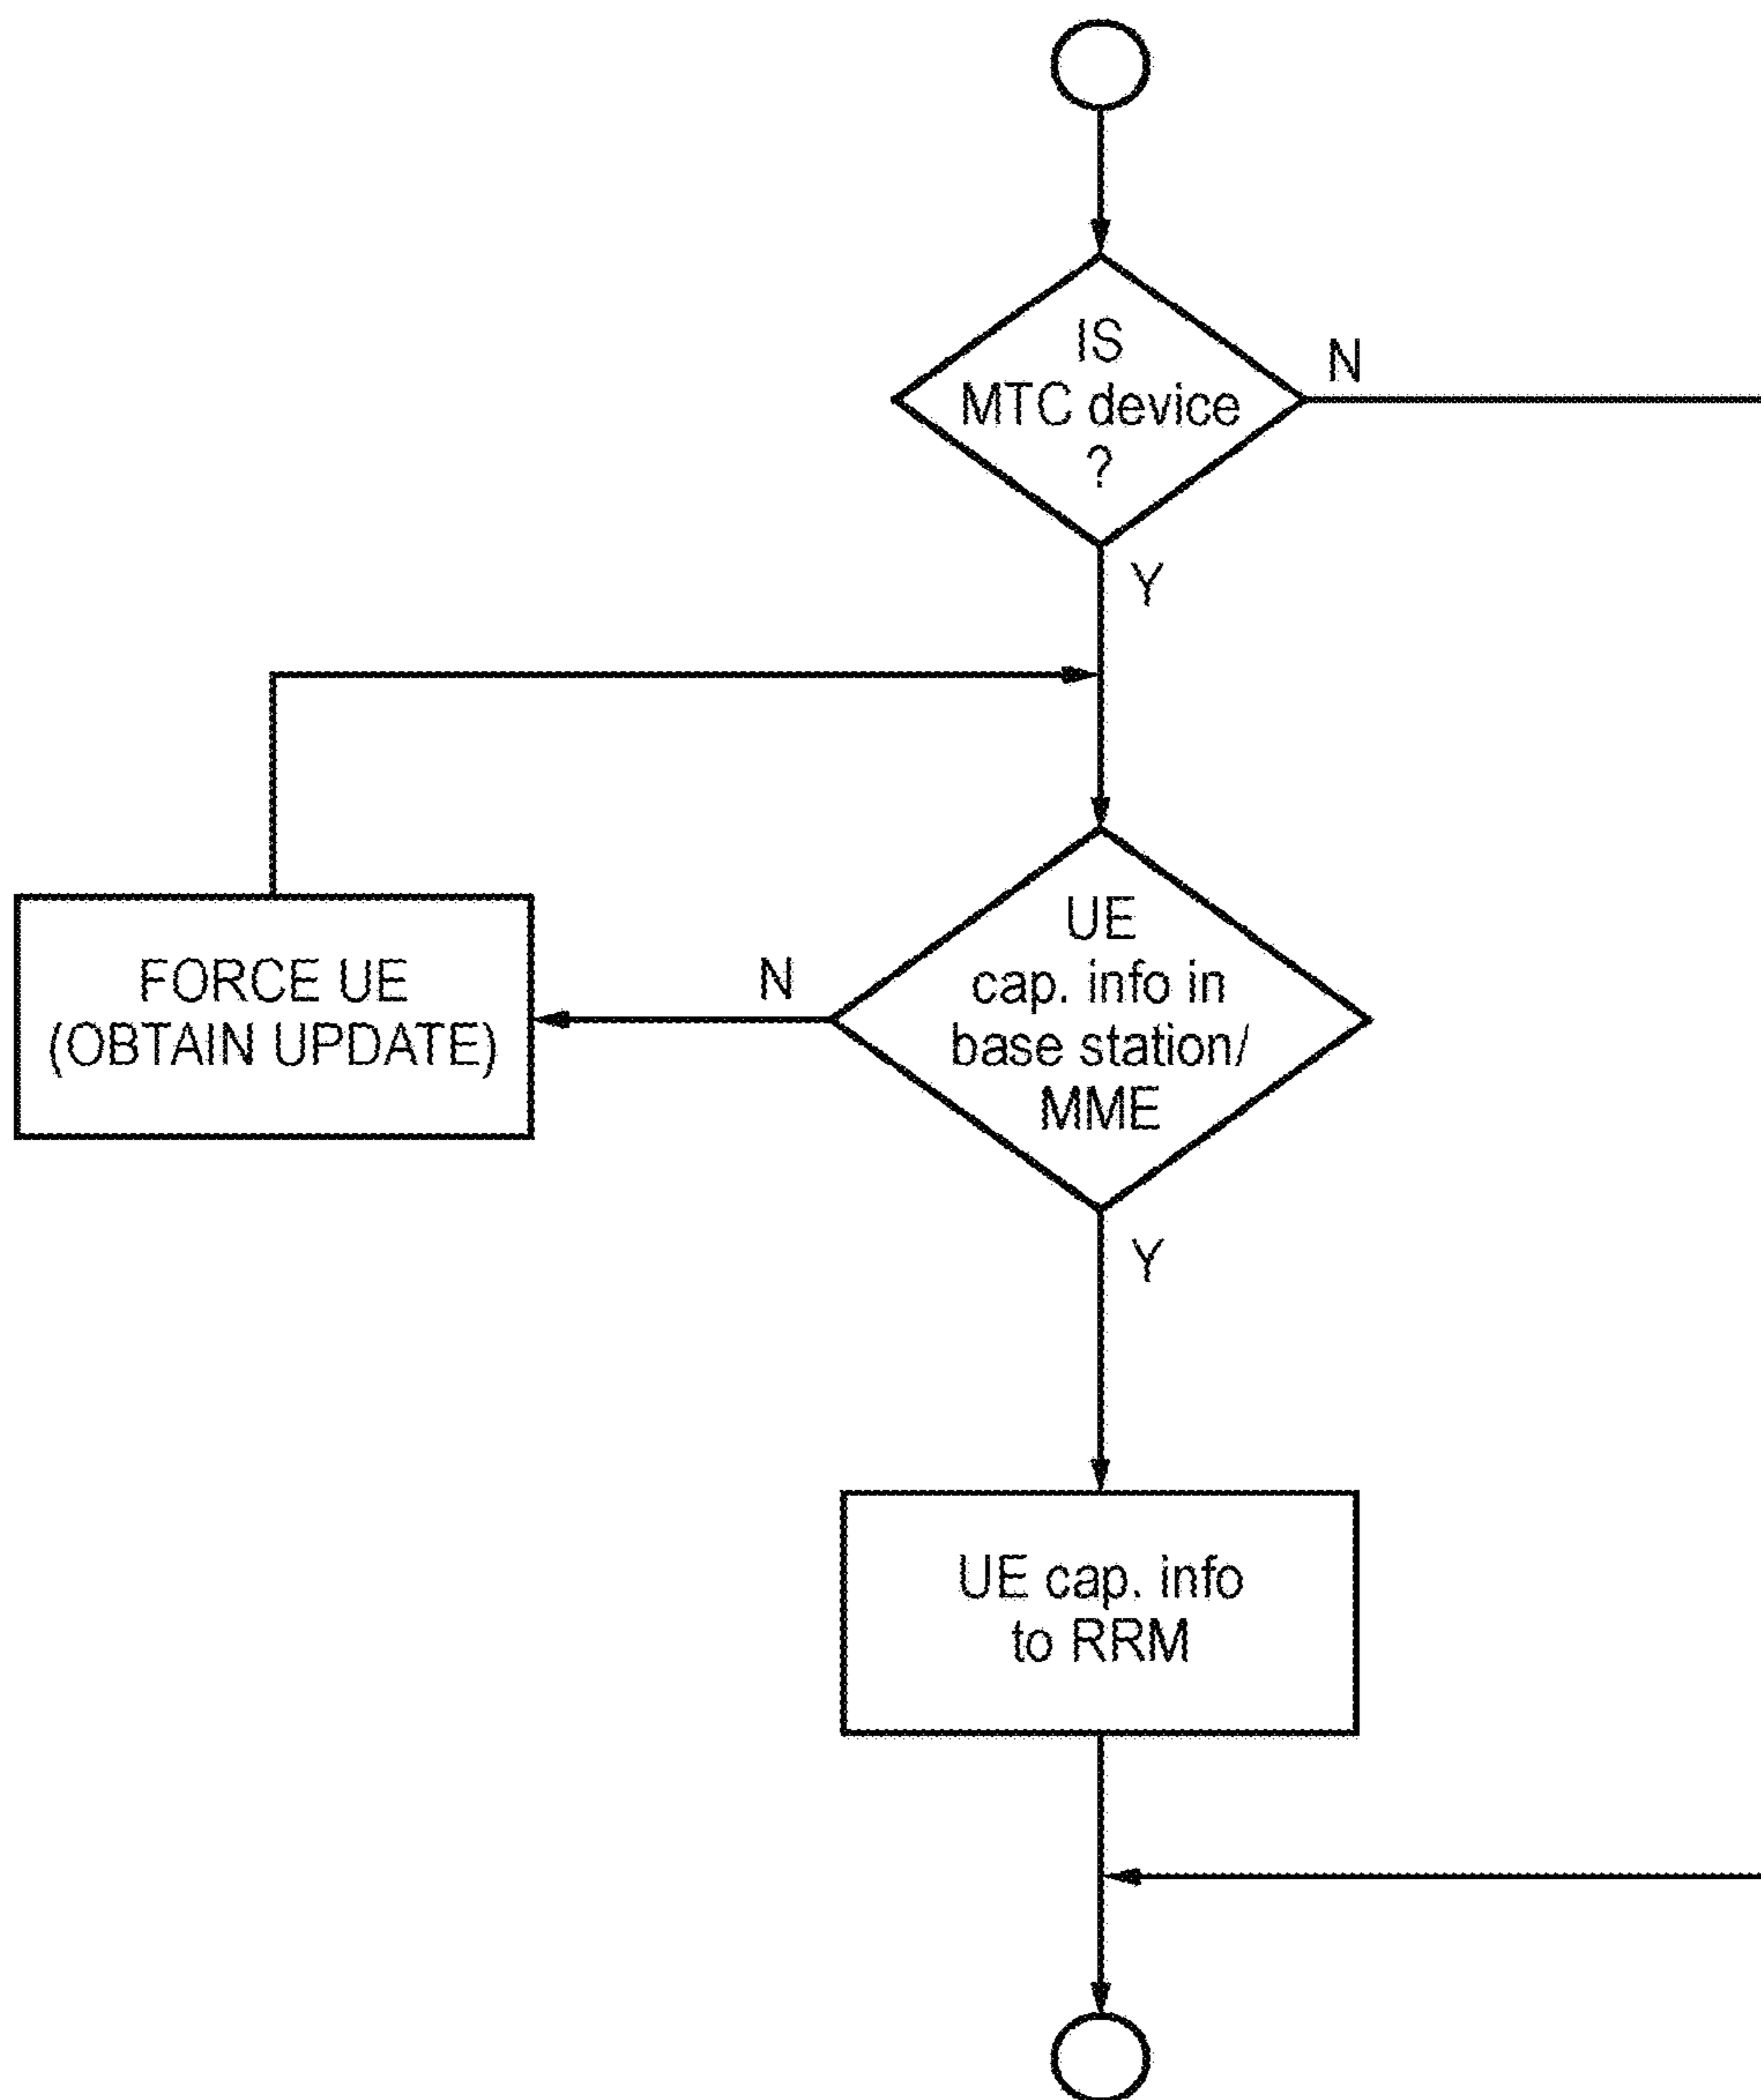 IS
MTC device
?
N
Y
UE
cap. info in
base station/
MME
N
FORCE UE
(OBTAIN UPDATE)
Y
UE cap. info
to RRM